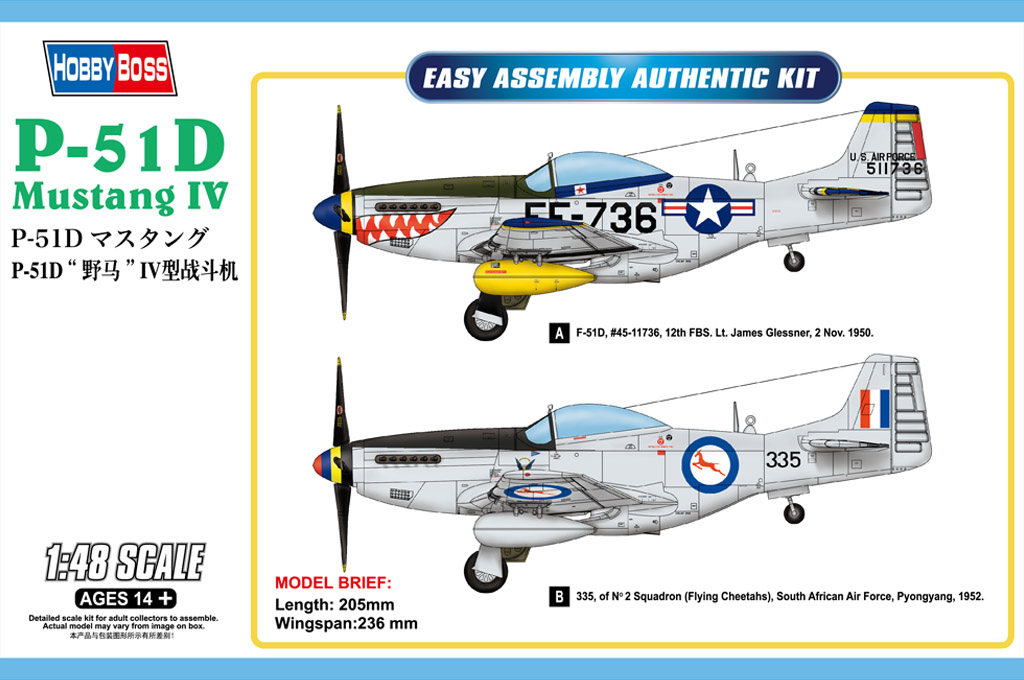 HOBBY BOSS
EASY ASSEMBLY AUTHENTIC KIT
P-51D
Mustang IV
P-51D マスタング
P-51D“野马”IV型战斗机
U.S. AIR FORCE
511736
FF-736
A F-51D, #45-11736, 12th FBS. Lt. James Glessner, 2 Nov. 1950.
335
1:48 SCALE
AGES 14 +
Detailed scale kit for adult collectors to assemble.
Actual model may vary from image on box.
本产品与包装图形所示有所差别!
MODEL BRIEF:
Length: 205mm
Wingspan:236 mm
B 335, of Nº 2 Squadron (Flying Cheetahs), South African Air Force, Pyongyang, 1952.